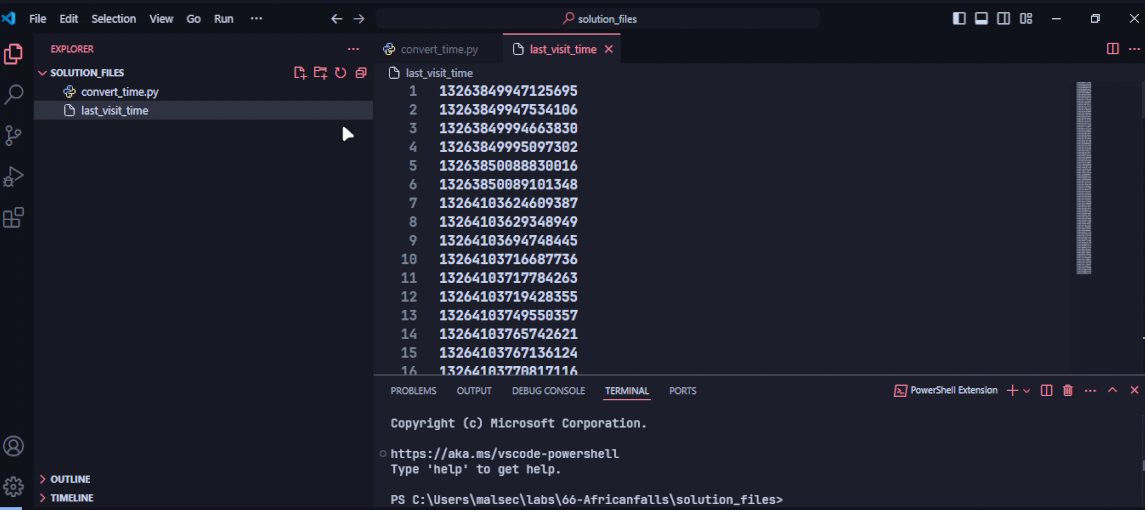 File Edit Selection View Go Run ··· ← → solution_files
EXPLORER ···
SOLUTION_FILES
convert_time.py
last_visit_time
OUTLINE
TIMELINE
convert_time.py last_visit_time
last_visit_time
1 13263849947125695
2 13263849947534106
3 13263849994663830
4 13263849995097302
5 13263850088830016
6 13263850089101348
7 13264103624609387
8 13264103629348949
9 13264103694748445
10 13264103716687736
11 13264103717784263
12 13264103719428355
13 13264103749550357
14 13264103765742621
15 13264103767136124
16 13264103770817116
PROBLEMS OUTPUT DEBUG CONSOLE TERMINAL PORTS PowerShell Extension
Copyright (c) Microsoft Corporation.
https://aka.ms/vscode-powershell
Type 'help' to get help.
PS C:\Users\malsec\labs\66-Africanfalls\solution_files>